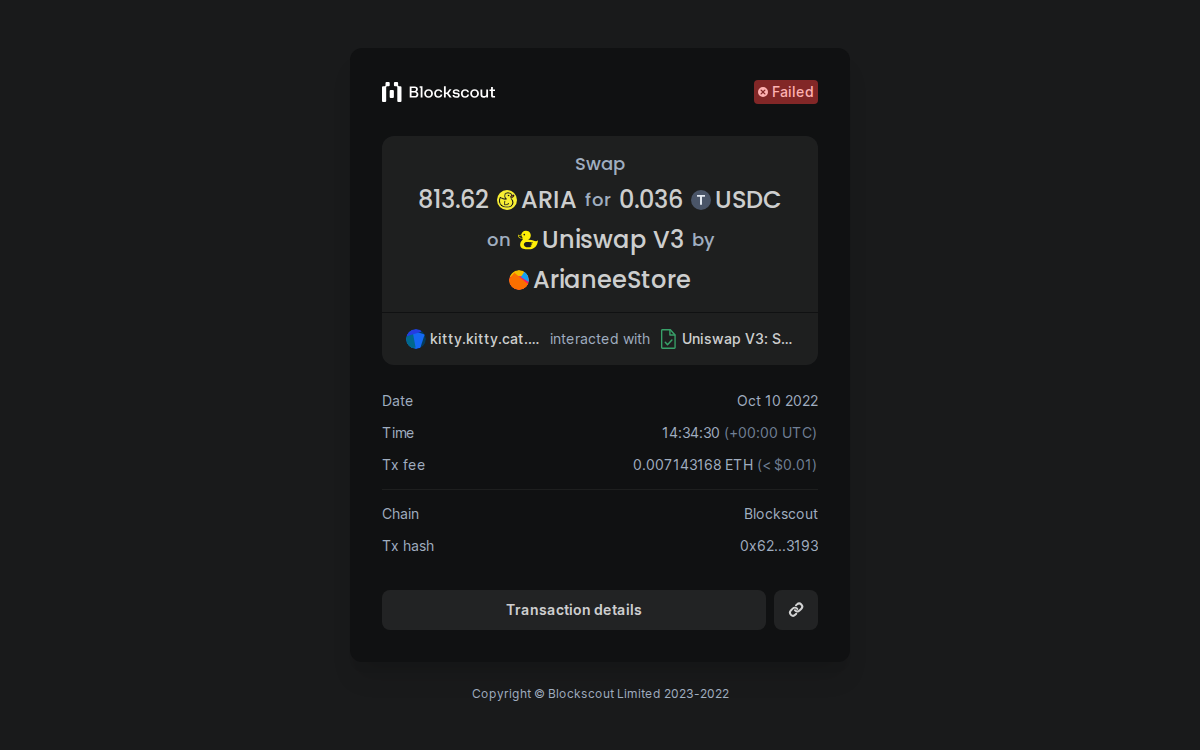 Blockscout
Failed
Swap
813.62 ARIA for 0.036 T USDC
on Uniswap V3 by
ArianeeStore
kitty.kitty.cat.... interacted with Uniswap V3: S...
Date Oct 10 2022
Time 14:34:30 (+00:00 UTC)
Tx fee 0.007143168 ETH (< $0.01)
Chain Blockscout
Tx hash 0x62...3193
Transaction details
Copyright © Blockscout Limited 2023-2022